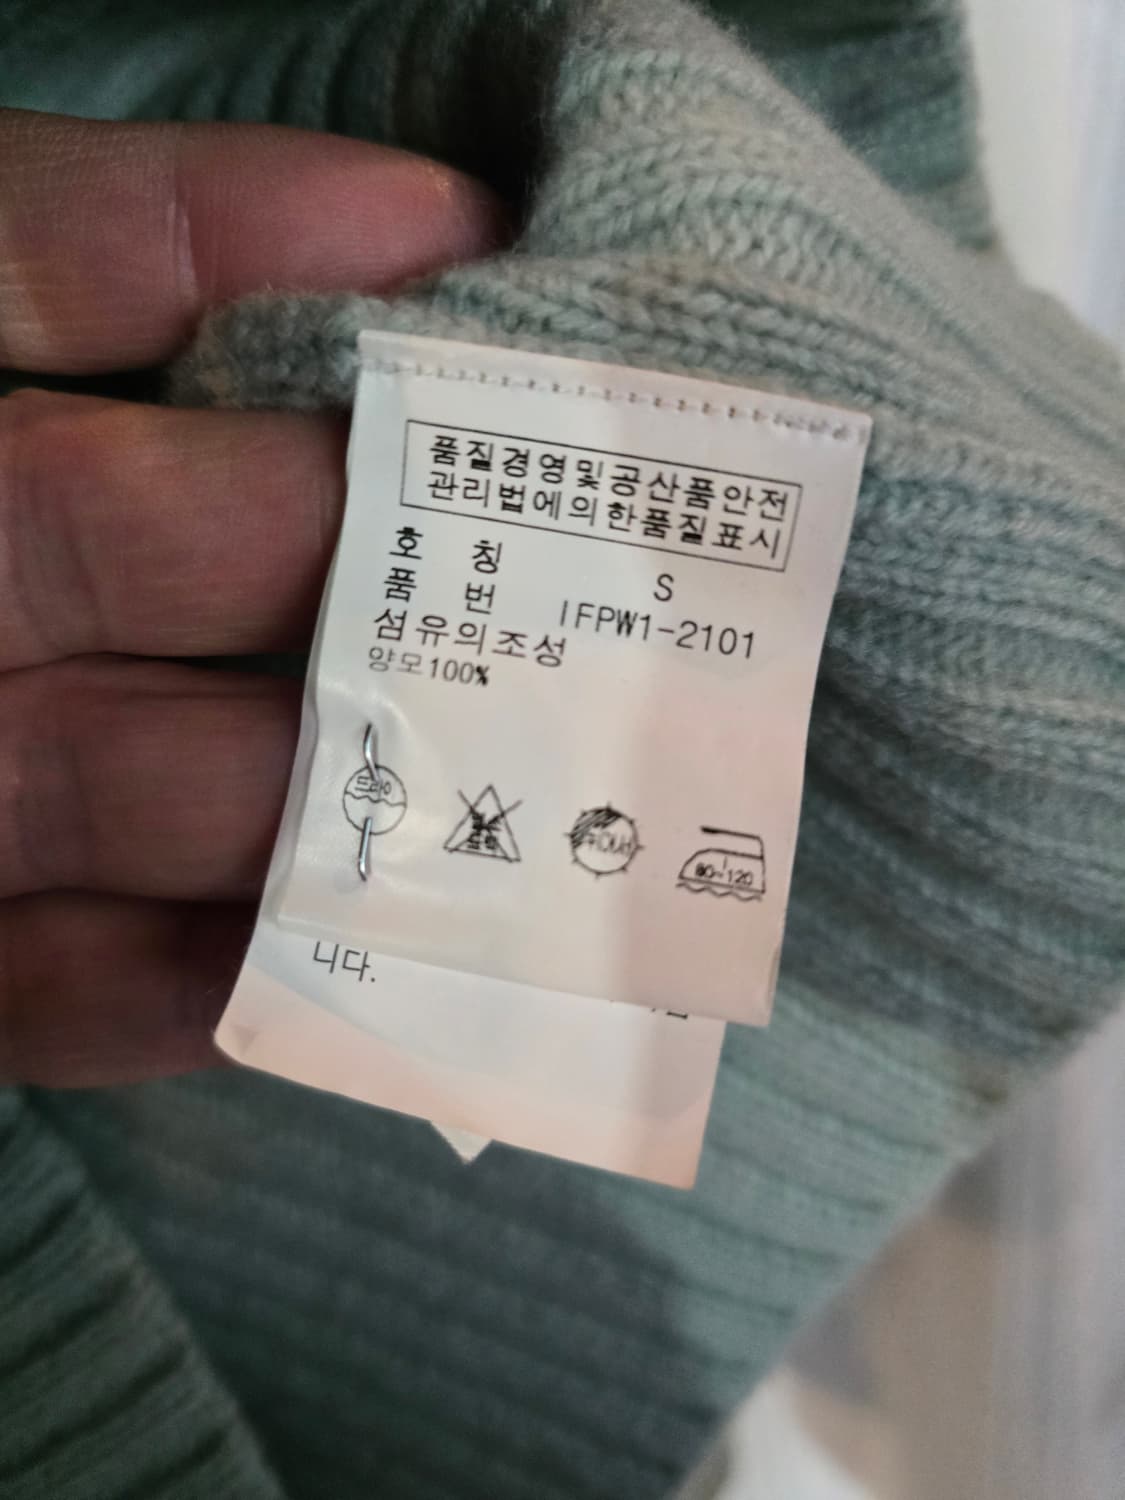 품질경영및공산품안전
관리법에의한품질표시
호 칭 S
품 번 IFPW1-2101
섬유의조성
양모100%
드라이
80~120
니다.